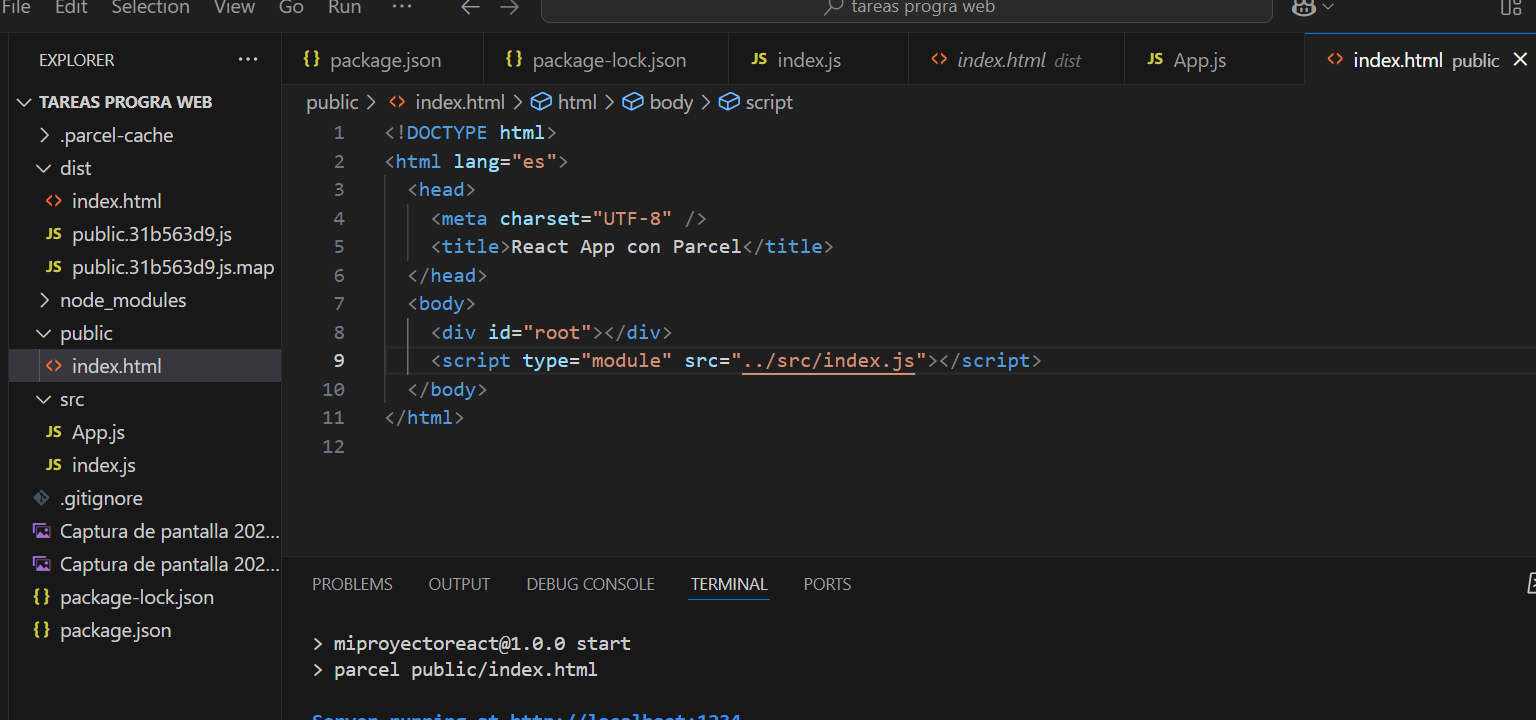 File Edit Selection View Go Run ··· tareas progra web
EXPLORER ···
package.json package-lock.json index.js index.html dist App.js index.html public
TAREAS PROGRA WEB
public > index.html > html > body > script
.parcel-cache
dist
index.html
public.31b563d9.js
public.31b563d9.js.map
node_modules
public
index.html
src
App.js
index.js
.gitignore
Captura de pantalla 202...
Captura de pantalla 202...
package-lock.json
package.json
1 <!DOCTYPE html>
2 <html lang="es">
3 <head>
4 <meta charset="UTF-8" />
5 <title>React App con Parcel</title>
6 </head>
7 <body>
8 <div id="root"></div>
9 <script type="module" src="../src/index.js"></script>
10 </body>
11 </html>
12
PROBLEMS OUTPUT DEBUG CONSOLE TERMINAL PORTS
> miproyectoreact@1.0.0 start
> parcel public/index.html
Server running at http://localhost:1234